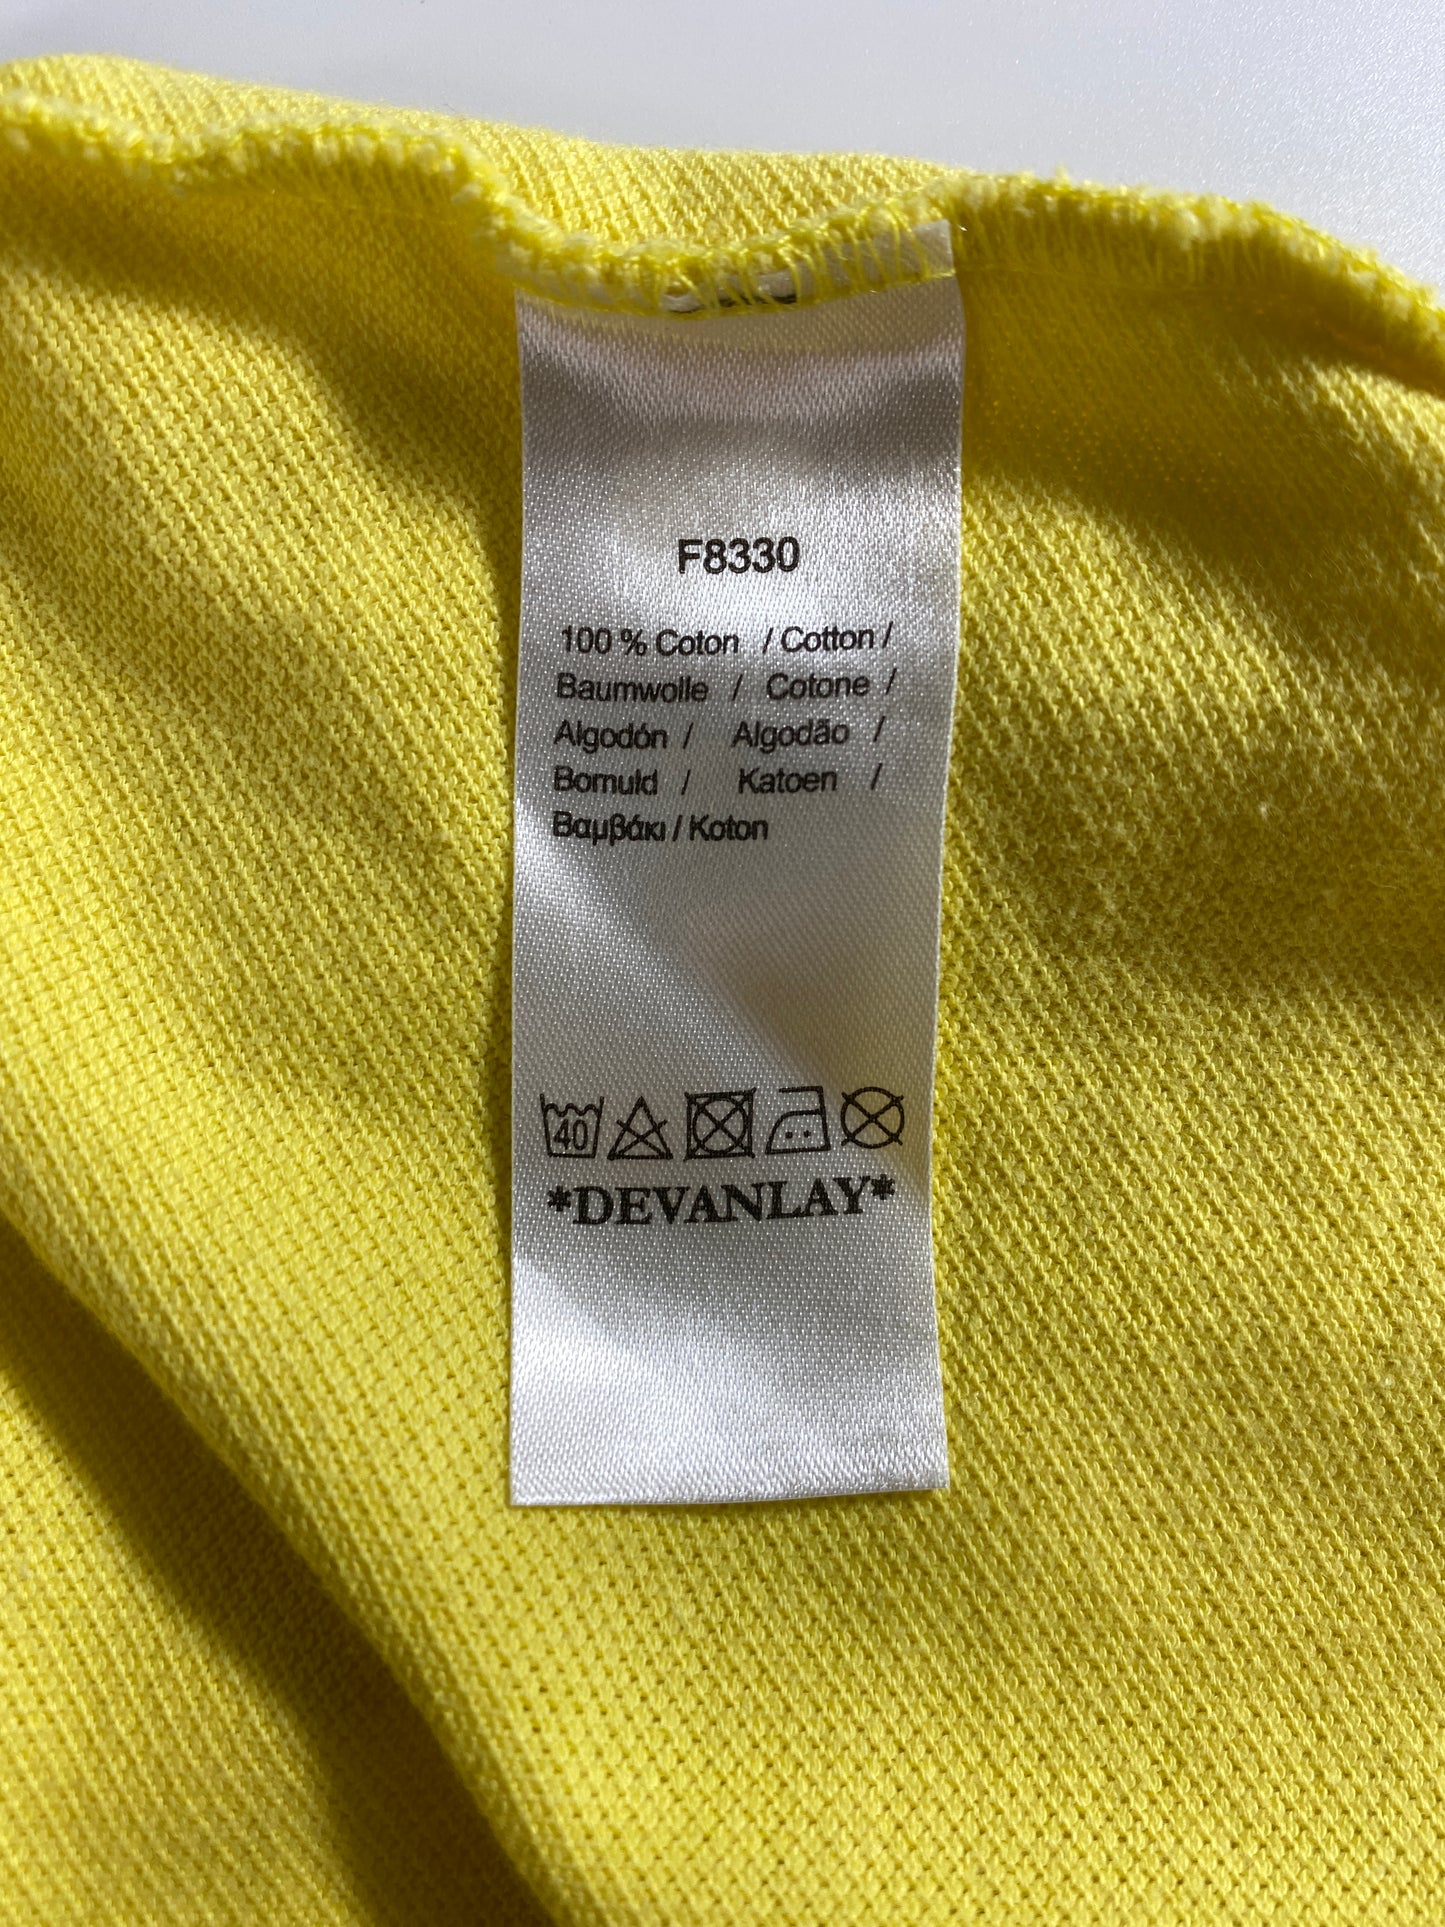 F8330
100 % Coton / Cotton /
Baumwolle / Cotone /
Algodón / Algodão /
Bomuld / Katoen /
Βαμβάκι / Koton
40
*DEVANLAY*